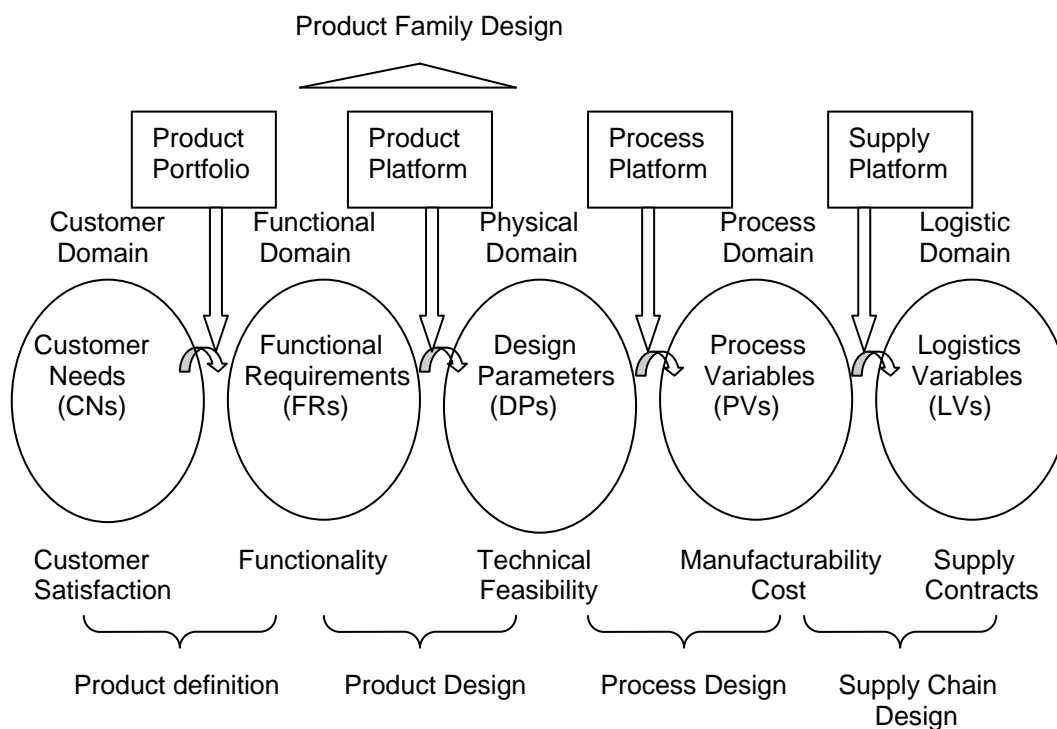 Product Family Design
Product
Portfolio
Product
Platform
Process
Platform
Supply
Platform
Customer
Domain
Functional
Domain
Physical
Domain
Process
Domain
Logistic
Domain
Customer
Needs
(CNs)
Functional
Requirements
(FRs)
Design
Parameters
(DPs)
Process
Variables
(PVs)
Logistics
Variables
(LVs)
Customer
Satisfaction
Functionality
Technical
Feasibility
Manufacturability
Cost
Supply
Contracts
Product definition
Product Design
Process Design
Supply Chain
Design